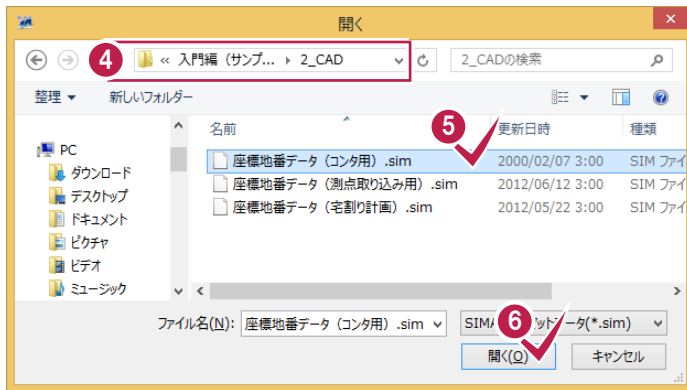 開く
4
« 入門編（サンプ... ▸ 2_CAD
2_CADの検索
整理 ▼ 新しいフォルダー
名前 更新日時 種類
5
PC
ダウンロード
デスクトップ
ドキュメント
ピクチャ
ビデオ
ミュージック
座標地番データ（コンタ用）.sim 2000/02/07 3:00 SIM ファイ
座標地番データ（測点取り込み用）.sim 2012/06/12 3:00 SIM ファイ
座標地番データ（宅割り計画）.sim 2012/05/22 3:00 SIM ファイ
ファイル名(N): 座標地番データ（コンタ用）.sim
SIMA ットデータ(*.sim)
6
開く(O) キャンセル